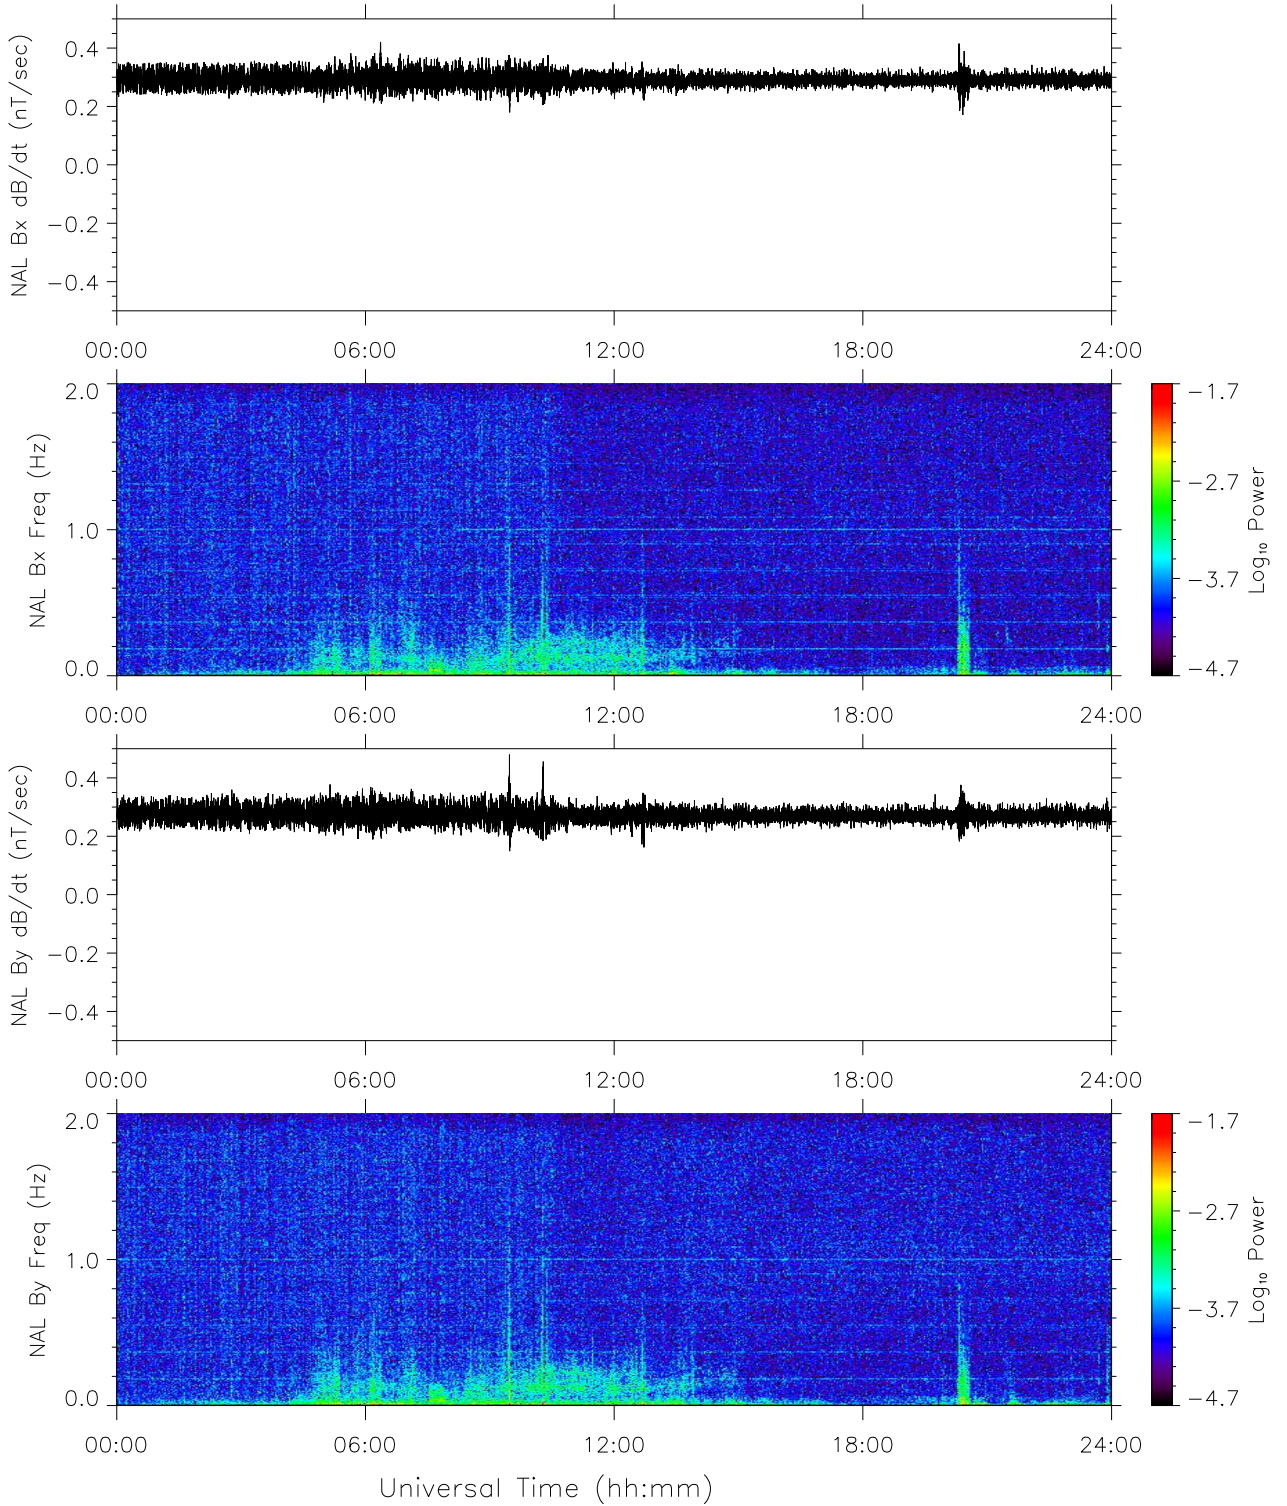 NAL Bx dB/dt (nT/sec)
0.4
0.2
0.0
−0.2
−0.4
00:00 06:00 12:00 18:00 24:00
NAL Bx Freq (Hz)
2.0
1.0
0.0
−1.7
−2.7
−3.7
−4.7
Log₁₀ Power
00:00 06:00 12:00 18:00 24:00
NAL By dB/dt (nT/sec)
0.4
0.2
0.0
−0.2
−0.4
00:00 06:00 12:00 18:00 24:00
NAL By Freq (Hz)
2.0
1.0
0.0
−1.7
−2.7
−3.7
−4.7
Log₁₀ Power
00:00 06:00 12:00 18:00 24:00
Universal Time (hh:mm)